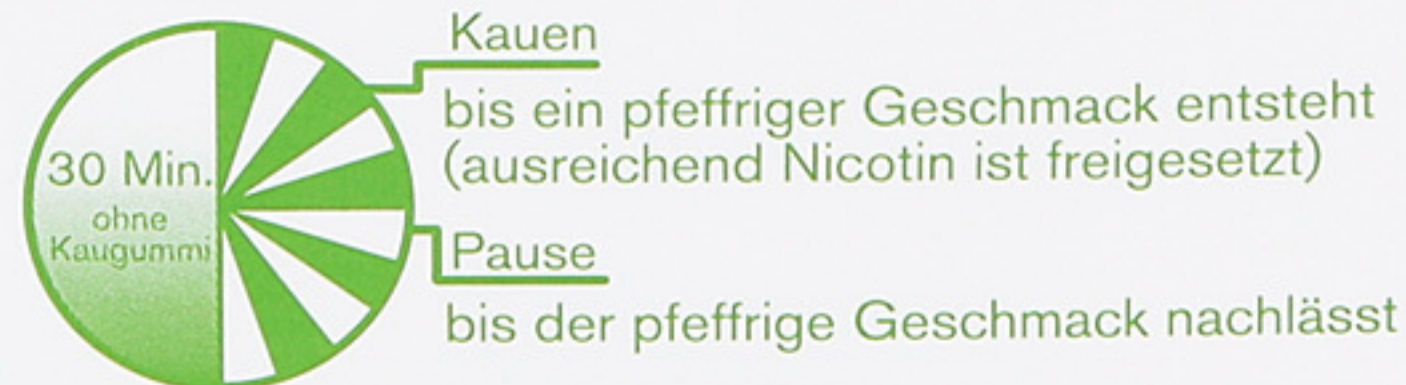 30 Min.
ohne
Kaugummi
Kauen
bis ein pfeffriger Geschmack entsteht
(ausreichend Nicotin ist freigesetzt)
Pause
bis der pfeffrige Geschmack nachlässt